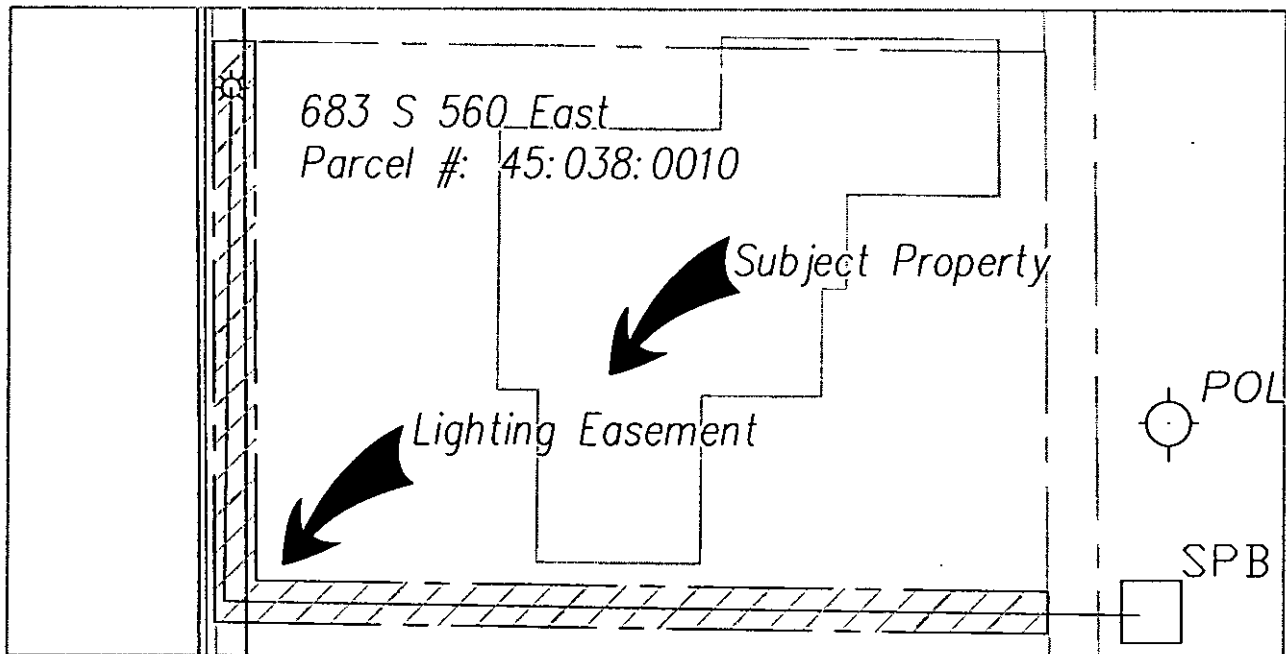 683 S 560 East
Parcel #: 45:038:0010
Subject Property
Lighting Easement
POL
SPB